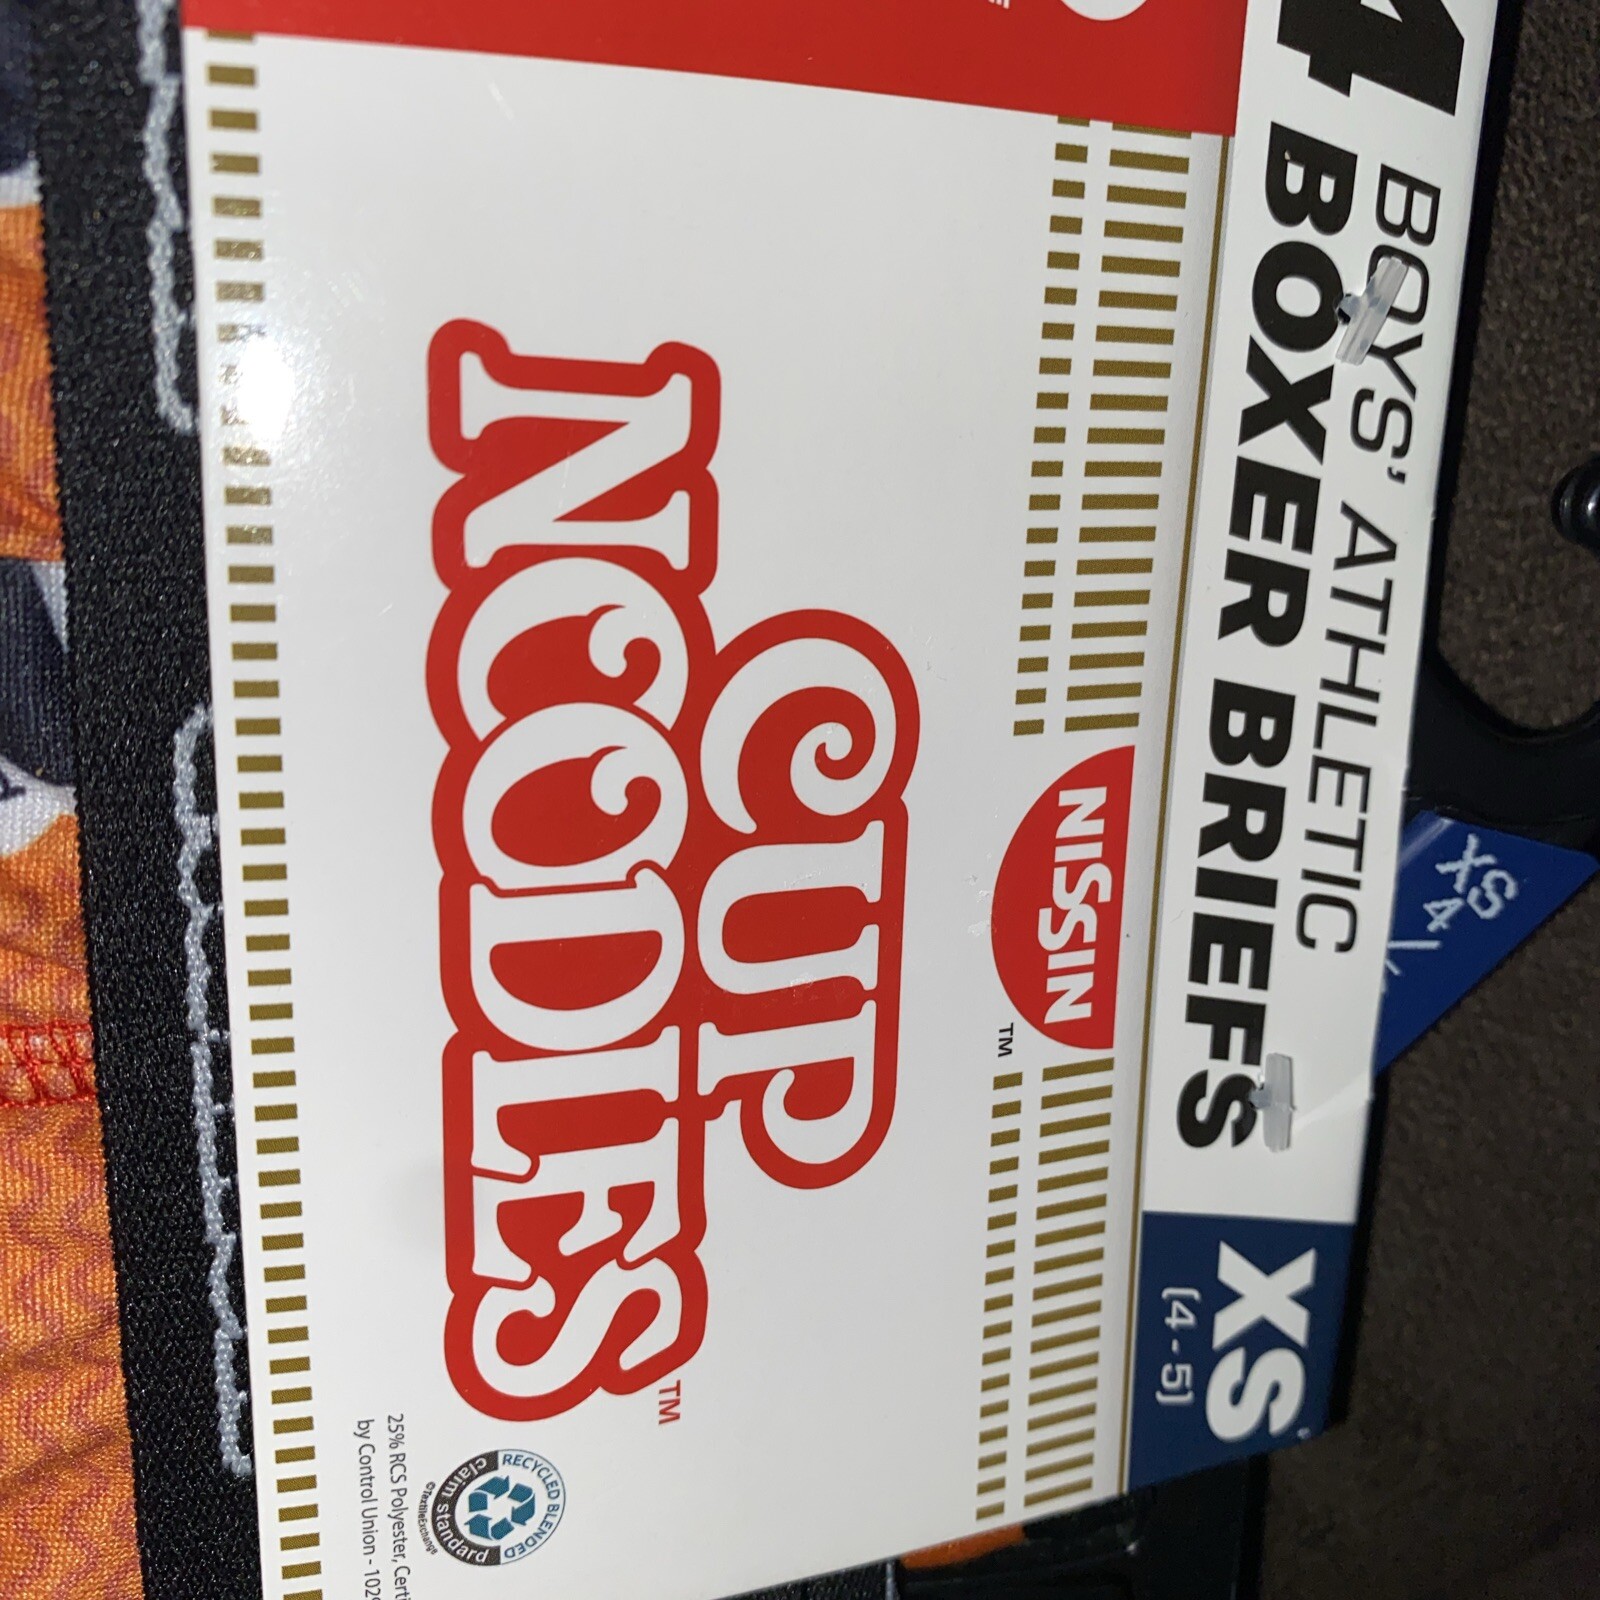 4 BOYS' ATHLETIC
BOXER BRIEFS
XS
(4-5)
XS
4
NISSIN
TM
CUP
NOODLES
TM
RECYCLED BLENDED
claim standard
©TextileExchange
25% RCS Polyester, Certi
by Control Union - 102